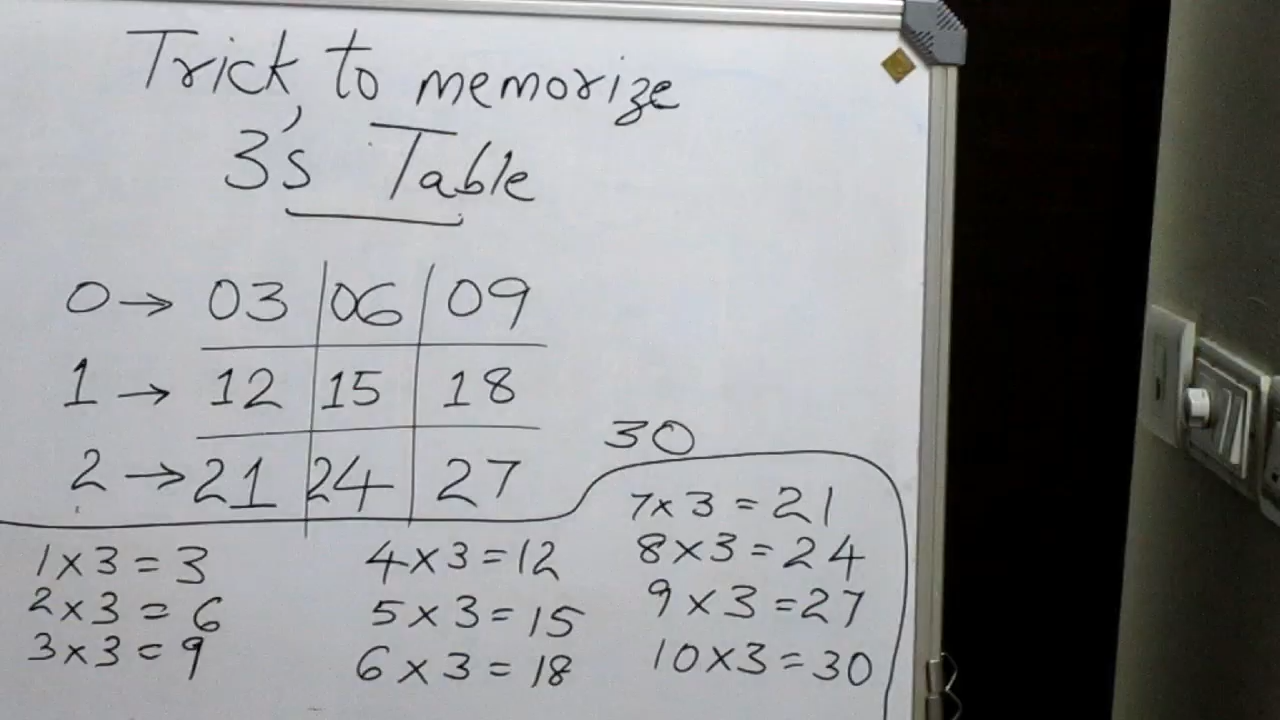 Trick to memorize
3's Table
0 → 03 | 06 | 09
1 → 12 | 15 | 18
2 → 21 | 24 | 27
30
1 x 3 = 3
2 x 3 = 6
3 x 3 = 9
4 x 3 = 12
5 x 3 = 15
6 x 3 = 18
7 x 3 = 21
8 x 3 = 24
9 x 3 = 27
10 x 3 = 30